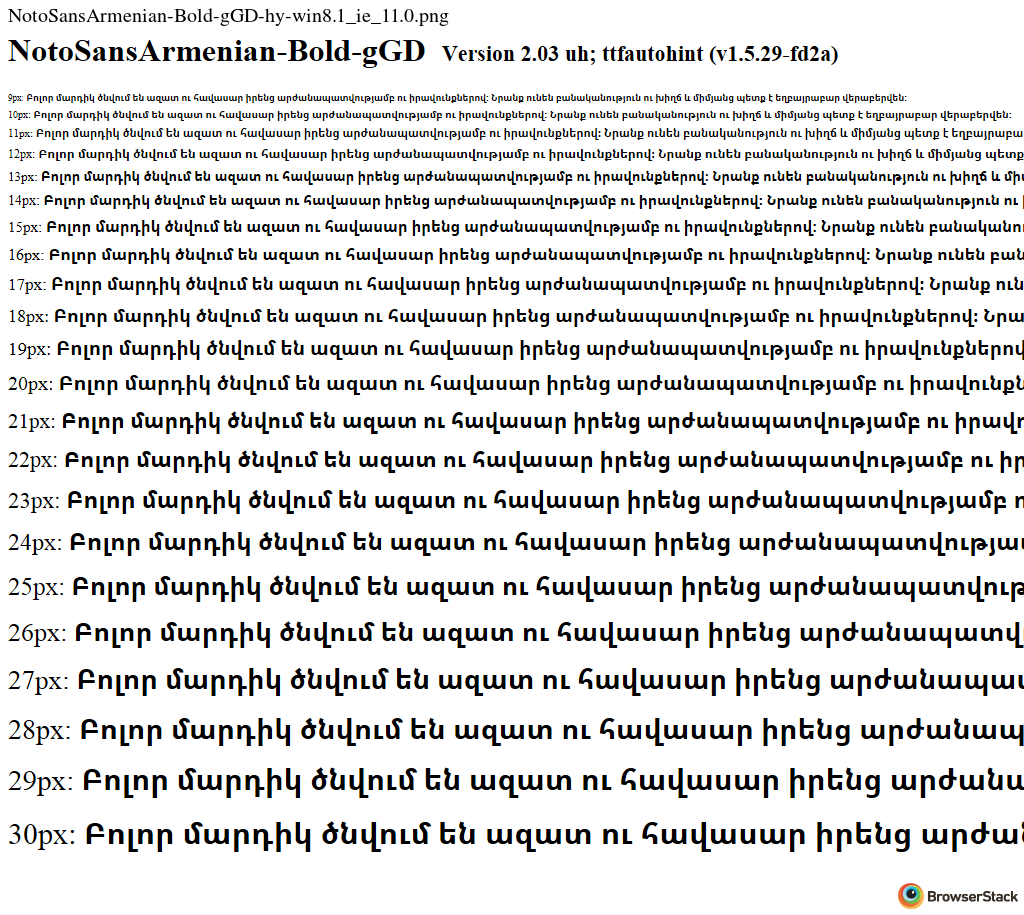 NotoSansArmenian-Bold-gGD-hy-win8.1_ie_11.0.png
NotoSansArmenian-Bold-gGD Version 2.03 uh; ttfautohint (v1.5.29-fd2a)
9px: Բոլոր մարդիկ ծնվում են ազատ ու հավասար իրենց արժանապատվությամբ ու իրավունքներով։ Նրանք ունեն բանականություն ու խիղճ և միմյանց պետք է եղբայրաբար վերաբերվեն։
10px: Բոլոր մարդիկ ծնվում են ազատ ու հավասար իրենց արժանապատվությամբ ու իրավունքներով։ Նրանք ունեն բանականություն ու խիղճ և միմյանց պետք է եղբայրաբար վերաբերվեն։
11px: Բոլոր մարդիկ ծնվում են ազատ ու հավասար իրենց արժանապատվությամբ ու իրավունքներով։ Նրանք ունեն բանականություն ու խիղճ և միմյանց պետք է եղբայրաբա
12px: Բոլոր մարդիկ ծնվում են ազատ ու հավասար իրենց արժանապատվությամբ ու իրավունքներով։ Նրանք ունեն բանականություն ու խիղճ և միմյանց պետք
13px: Բոլոր մարդիկ ծնվում են ազատ ու հավասար իրենց արժանապատվությամբ ու իրավունքներով։ Նրանք ունեն բանականություն ու խիղճ և մի
14px: Բոլոր մարդիկ ծնվում են ազատ ու հավասար իրենց արժանապատվությամբ ու իրավունքներով։ Նրանք ունեն բանականություն ու
15px: Բոլոր մարդիկ ծնվում են ազատ ու հավասար իրենց արժանապատվությամբ ու իրավունքներով։ Նրանք ունեն բանականո
16px: Բոլոր մարդիկ ծնվում են ազատ ու հավասար իրենց արժանապատվությամբ ու իրավունքներով։ Նրանք ունեն բան
17px: Բոլոր մարդիկ ծնվում են ազատ ու հավասար իրենց արժանապատվությամբ ու իրավունքներով։ Նրանք ուն
18px: Բոլոր մարդիկ ծնվում են ազատ ու հավասար իրենց արժանապատվությամբ ու իրավունքներով։ Նրա
19px: Բոլոր մարդիկ ծնվում են ազատ ու հավասար իրենց արժանապատվությամբ ու իրավունքներով
20px: Բոլոր մարդիկ ծնվում են ազատ ու հավասար իրենց արժանապատվությամբ ու իրավունքն
21px: Բոլոր մարդիկ ծնվում են ազատ ու հավասար իրենց արժանապատվությամբ ու իրավ
22px: Բոլոր մարդիկ ծնվում են ազատ ու հավասար իրենց արժանապատվությամբ ու իր
23px: Բոլոր մարդիկ ծնվում են ազատ ու հավասար իրենց արժանապատվությամբ
24px: Բոլոր մարդիկ ծնվում են ազատ ու հավասար իրենց արժանապատվությա
25px: Բոլոր մարդիկ ծնվում են ազատ ու հավասար իրենց արժանապատվութ
26px: Բոլոր մարդիկ ծնվում են ազատ ու հավասար իրենց արժանապատվ
27px: Բոլոր մարդիկ ծնվում են ազատ ու հավասար իրենց արժանապա
28px: Բոլոր մարդիկ ծնվում են ազատ ու հավասար իրենց արժանապ
29px: Բոլոր մարդիկ ծնվում են ազատ ու հավասար իրենց արժանա
30px: Բոլոր մարդիկ ծնվում են ազատ ու հավասար իրենց արժա
BrowserStack